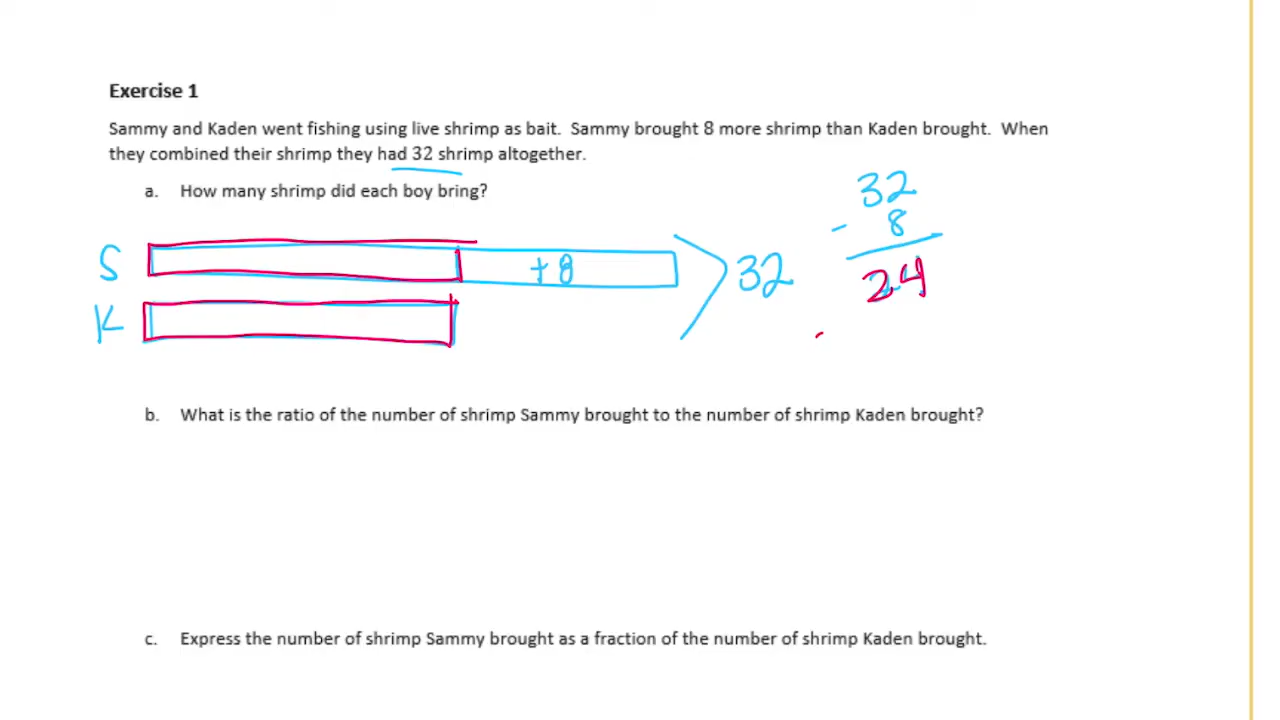 Exercise 1
Sammy and Kaden went fishing using live shrimp as bait. Sammy brought 8 more shrimp than Kaden brought. When
they combined their shrimp they had 32 shrimp altogether.
a. How many shrimp did each boy bring?
32
- 8
24
S +8
32
K
b. What is the ratio of the number of shrimp Sammy brought to the number of shrimp Kaden brought?
c. Express the number of shrimp Sammy brought as a fraction of the number of shrimp Kaden brought.